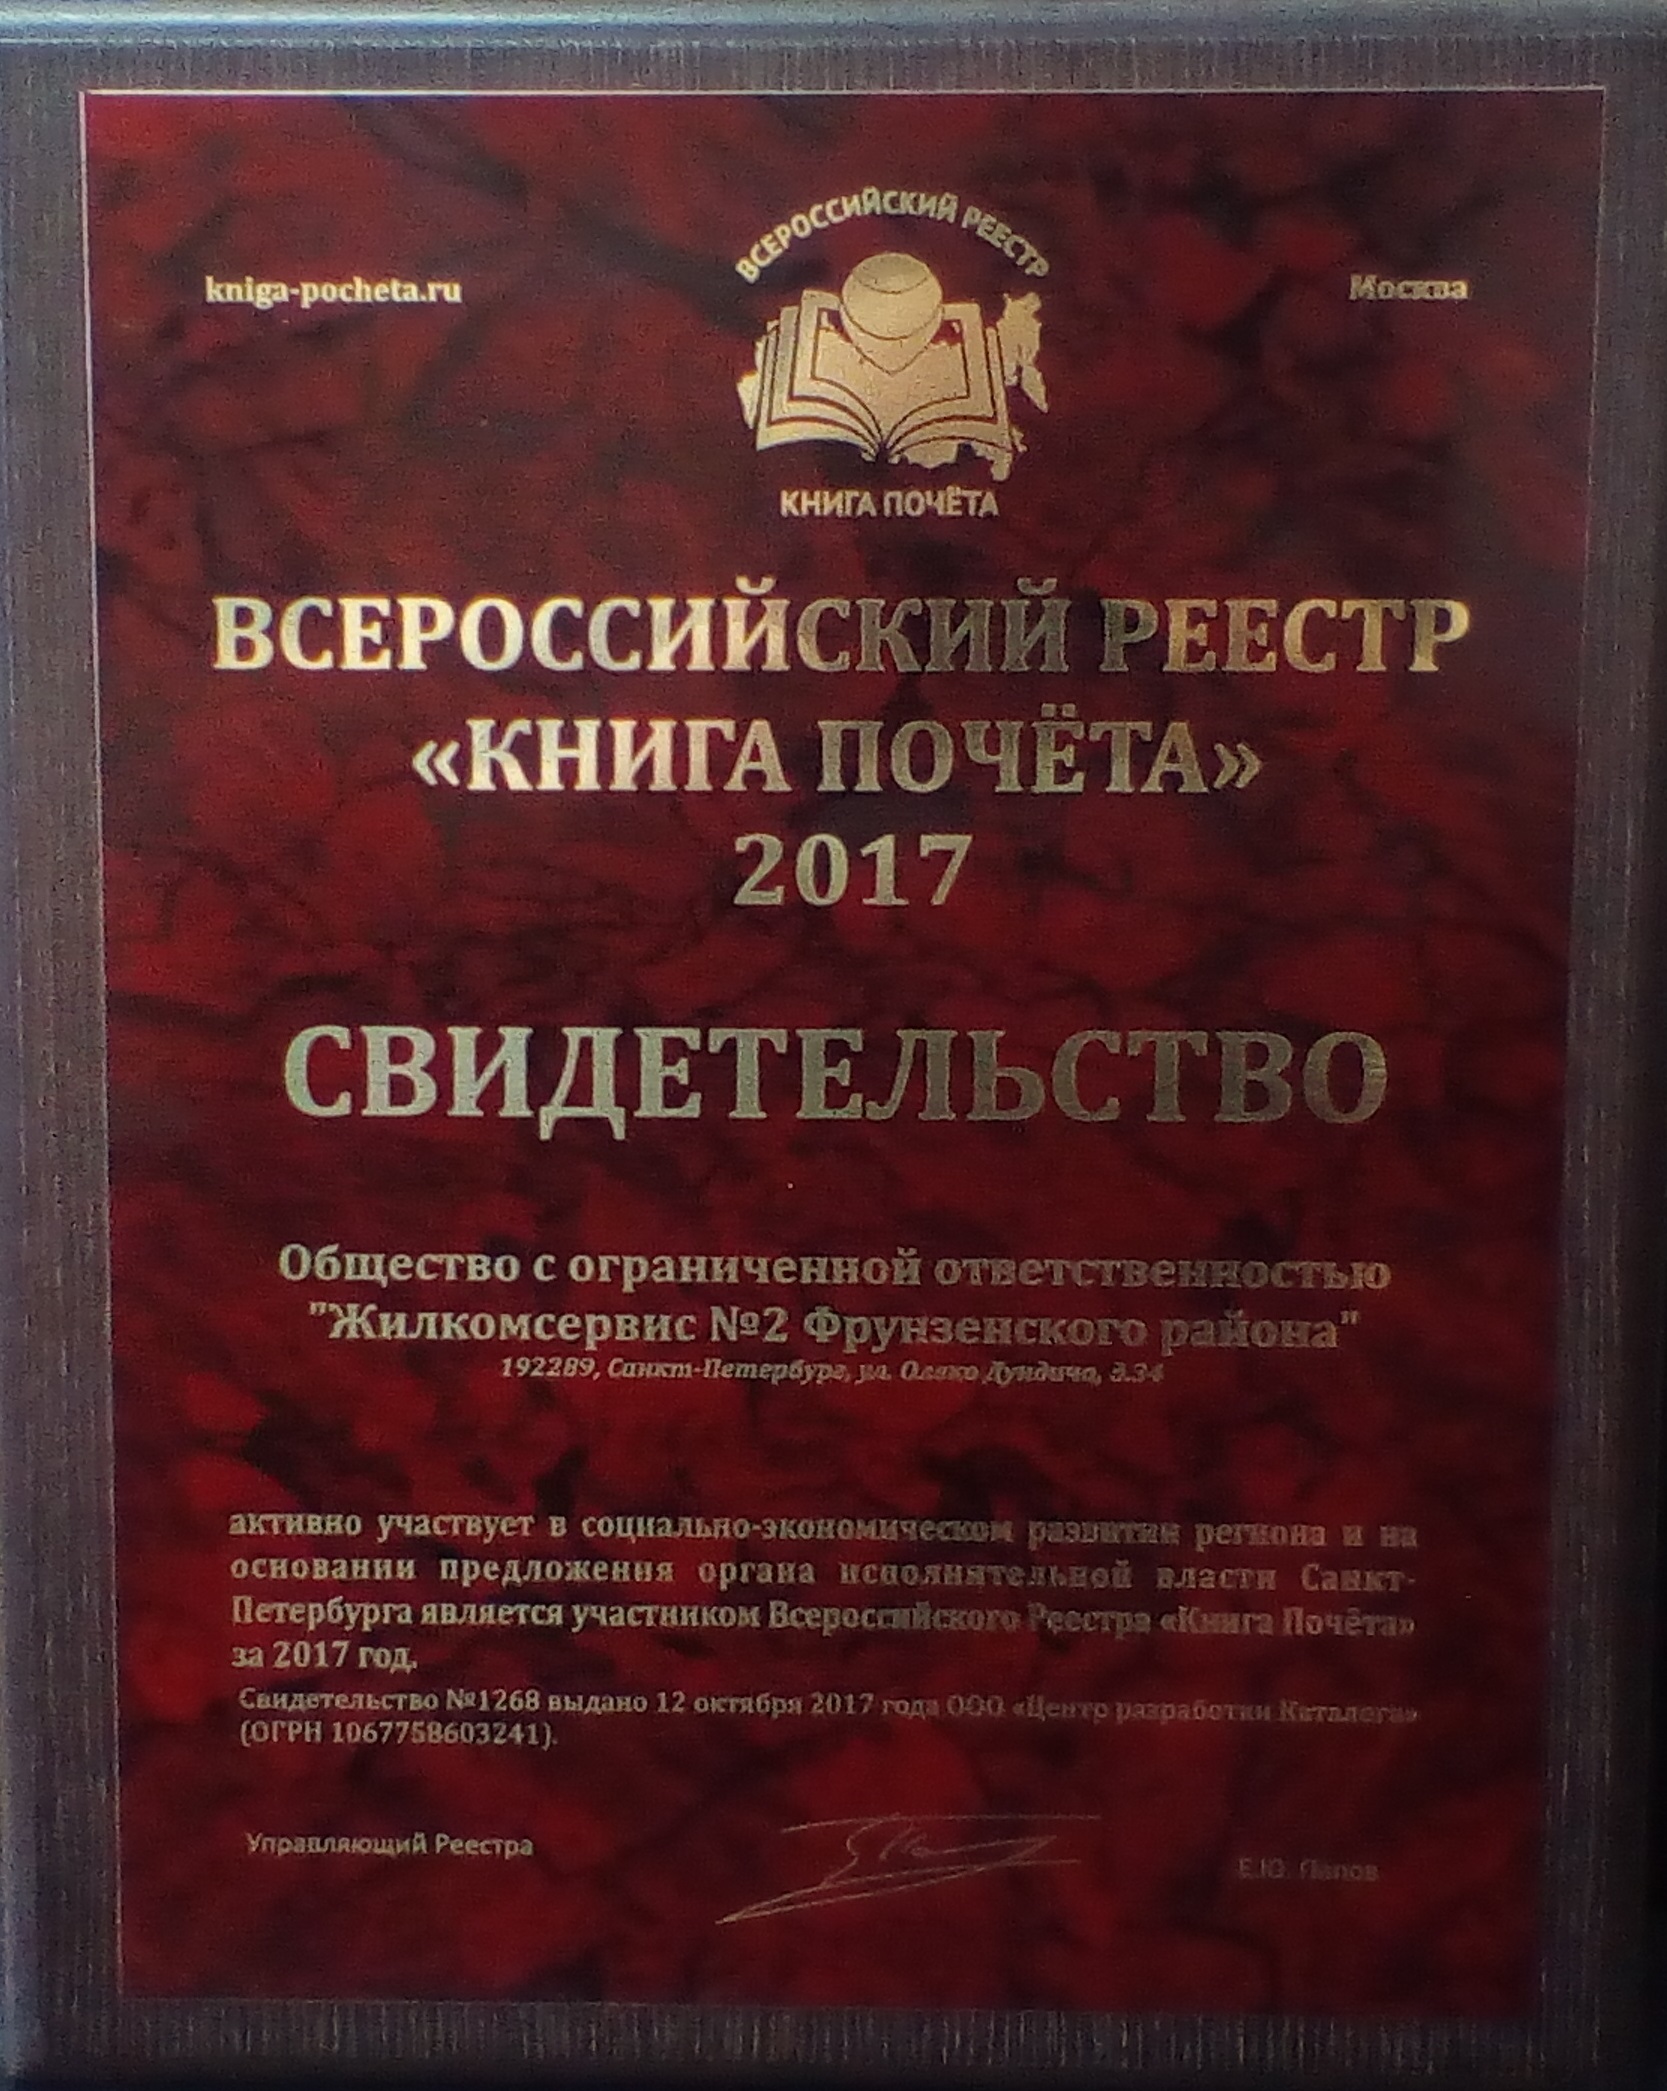 ВСЕРОССИЙСКИЙ РЕЕСТР
kniga-pocheta.ru
Москва
КНИГА ПОЧЁТА
ВСЕРОССИЙСКИЙ РЕЕСТР
«КНИГА ПОЧЁТА»
2017
СВИДЕТЕЛЬСТВО
Общество с ограниченной ответственностью
"Жилкомсервис №2 Фрунзенского района"
192289, Санкт-Петербург, ул. Олеко Дундича, д.34
активно участвует в социально-экономическом развитии региона и на
основании предложения органа исполнительной власти Санкт-
Петербурга является участником Всероссийского Реестра «Книга Почёта»
за 2017 год.
Свидетельство №1268 выдано 12 октября 2017 года ООО «Центр разработки Каталога»
(ОГРН 1067758603241).
Управляющий Реестра
Е.Ю. Попов